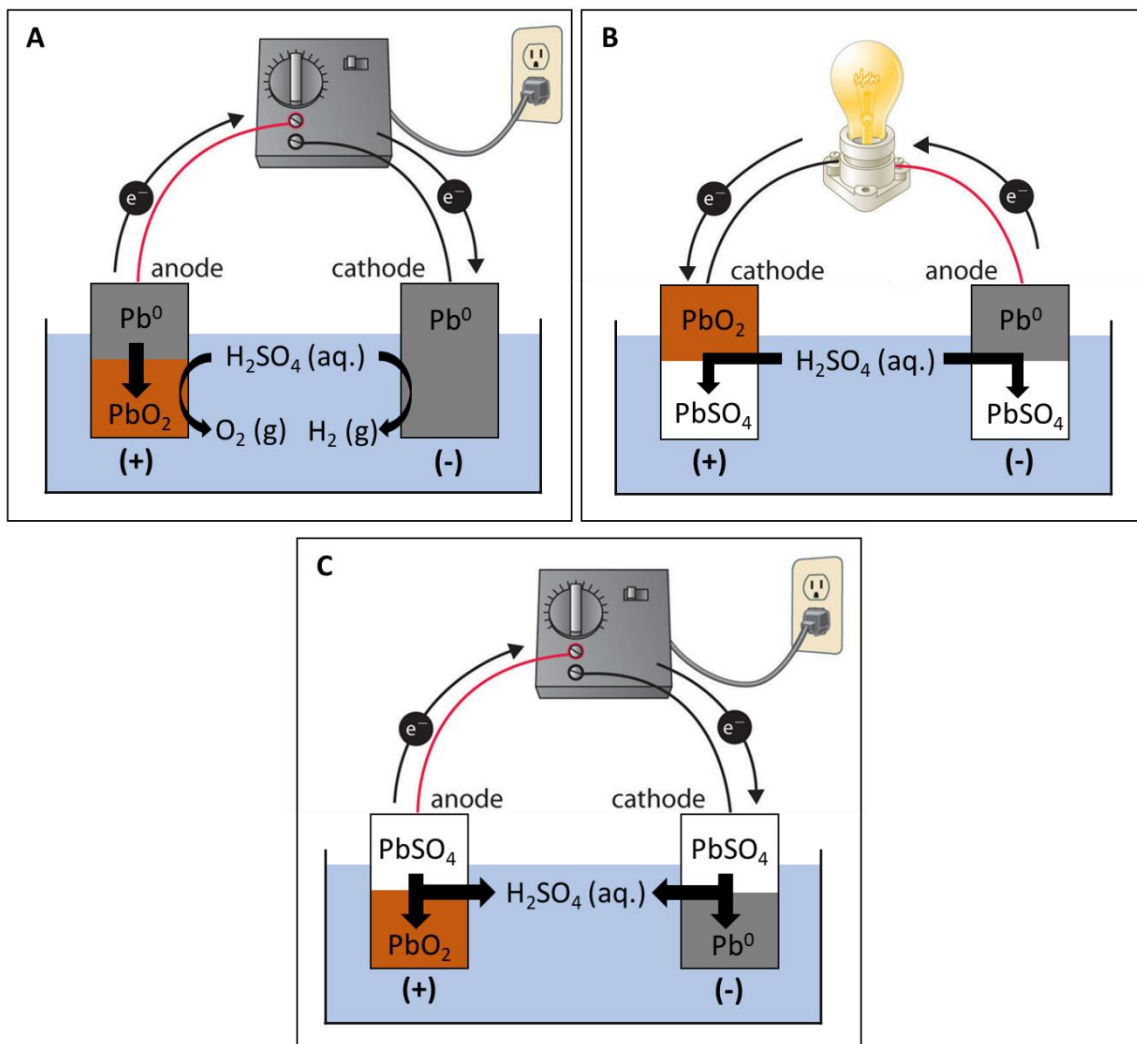 A
e⁻
e⁻
anode
cathode
Pb⁰
Pb⁰
H₂SO₄ (aq.)
PbO₂
O₂ (g)
H₂ (g)
(+)
(-)
B
e⁻
e⁻
cathode
anode
PbO₂
Pb⁰
H₂SO₄ (aq.)
PbSO₄
PbSO₄
(+)
(-)
C
e⁻
e⁻
anode
cathode
PbSO₄
PbSO₄
H₂SO₄ (aq.)
PbO₂
Pb⁰
(+)
(-)